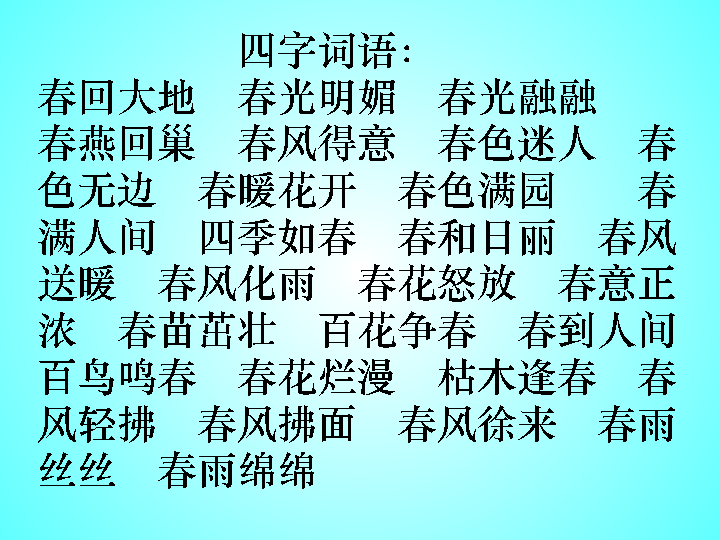 四字词语：
春回大地　春光明媚　春光融融
春燕回巢　春风得意　春色迷人　春
色无边　春暖花开　春色满园　　春
满人间　四季如春　春和日丽　春风
送暖　春风化雨　春花怒放　春意正
浓　春苗茁壮　百花争春　春到人间
百鸟鸣春　春花烂漫　枯木逢春　春
风轻拂　春风拂面　春风徐来　春雨
丝丝　春雨绵绵